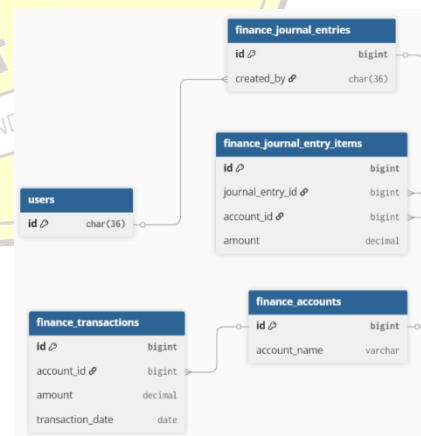 finance_journal_entries
id bigint
created_by char(36)
finance_journal_entry_items
id bigint
journal_entry_id bigint
account_id bigint
amount decimal
users
id char(36)
finance_accounts
id bigint
account_name varchar
finance_transactions
id bigint
account_id bigint
amount decimal
transaction_date date